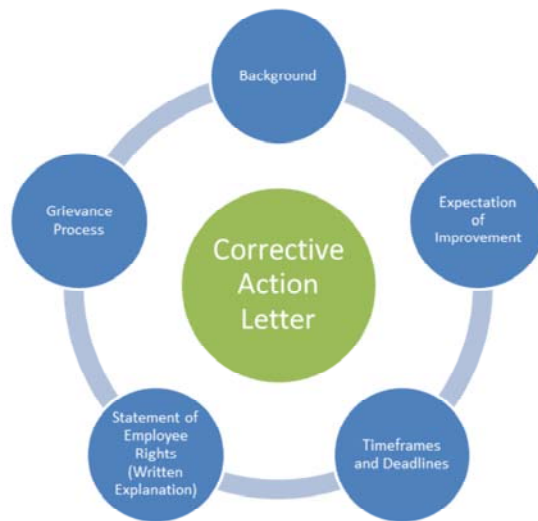 Background
Expectation
of
Improvement
Timeframes
and Deadlines
Statement of
Employee
Rights
(Written
Explanation)
Grievance
Process
Corrective
Action
Letter